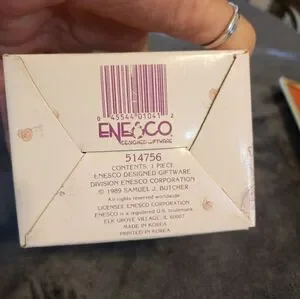 0 45544 01041 2
ENESCO
DESIGNED GIFTWARE
514756
CONTENTS: 1 PIECE
ENESCO DESIGNED GIFTWARE
DIVISION ENESCO CORPORATION
© 1989 SAMUEL J. BUTCHER
All rights reserved worldwide
LICENSEE ENESCO CORPORATION
ENESCO is a registered U.S. trademark
ELK GROVE VILLAGE, IL 60007
MADE IN KOREA
PRINTED IN KOREA